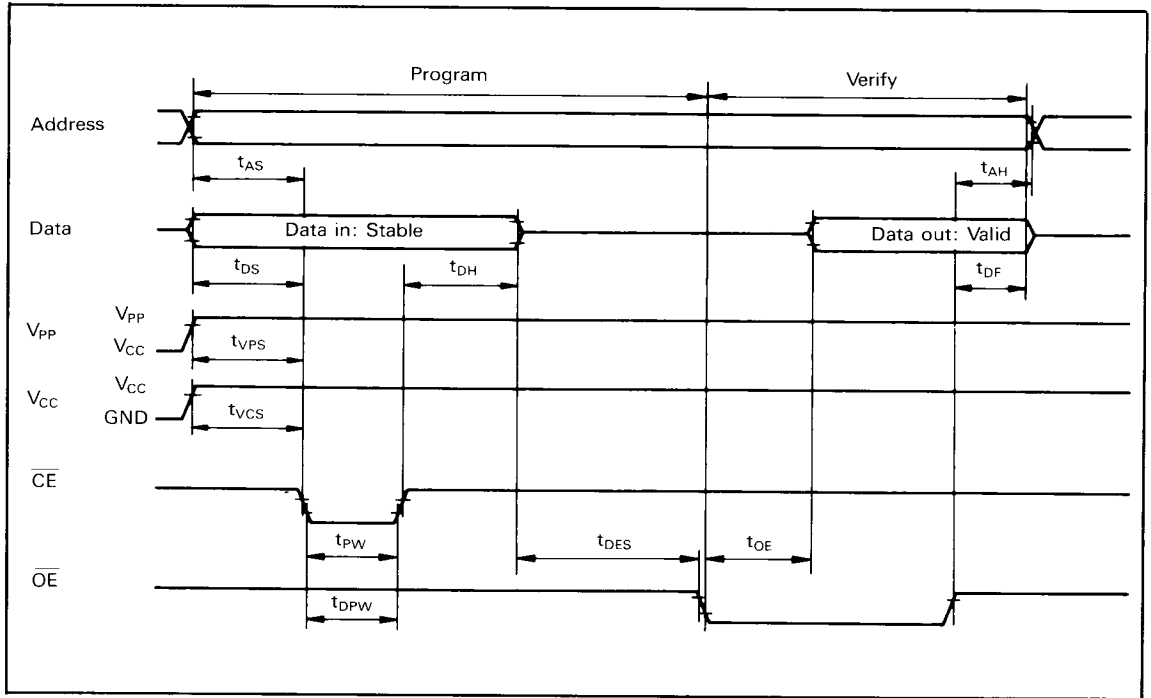 Program
Verify
Address
tAS
tAH
Data
Data in: Stable
Data out: Valid
tDS
tDH
tDF
VPP
VPP
VCC
tVPS
VCC
VCC
GND
tVCS
CE
tPW
tDES
tOE
OE
tDPW